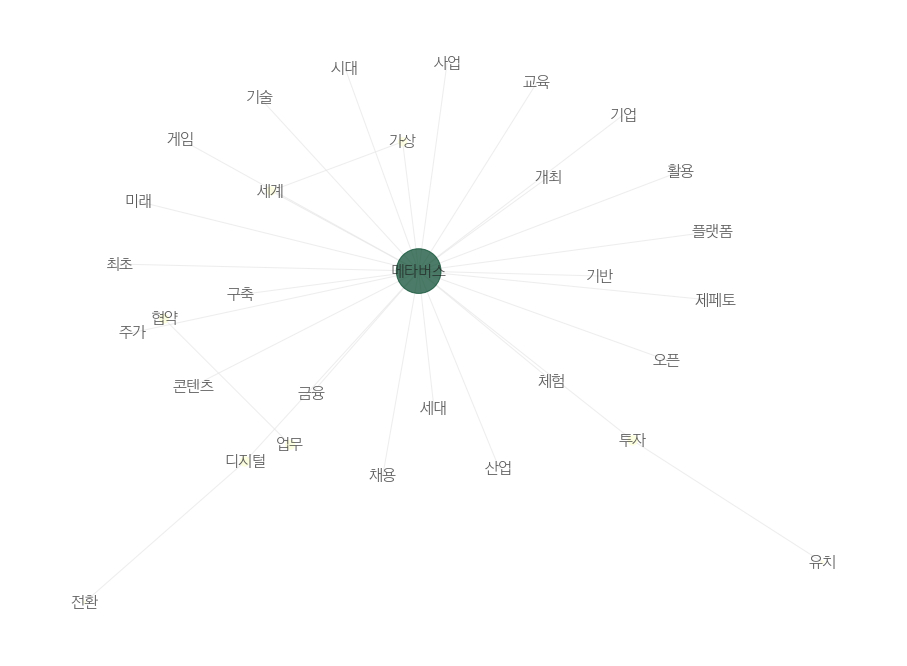 사업
시대
교육
기술
기업
게임
가상
활용
개최
세계
미래
플랫폼
최초
메타버스
기반
구축
제페토
협약
주가
오픈
체험
콘텐츠
금융
세대
투자
업무
디지털
산업
채용
유치
전환